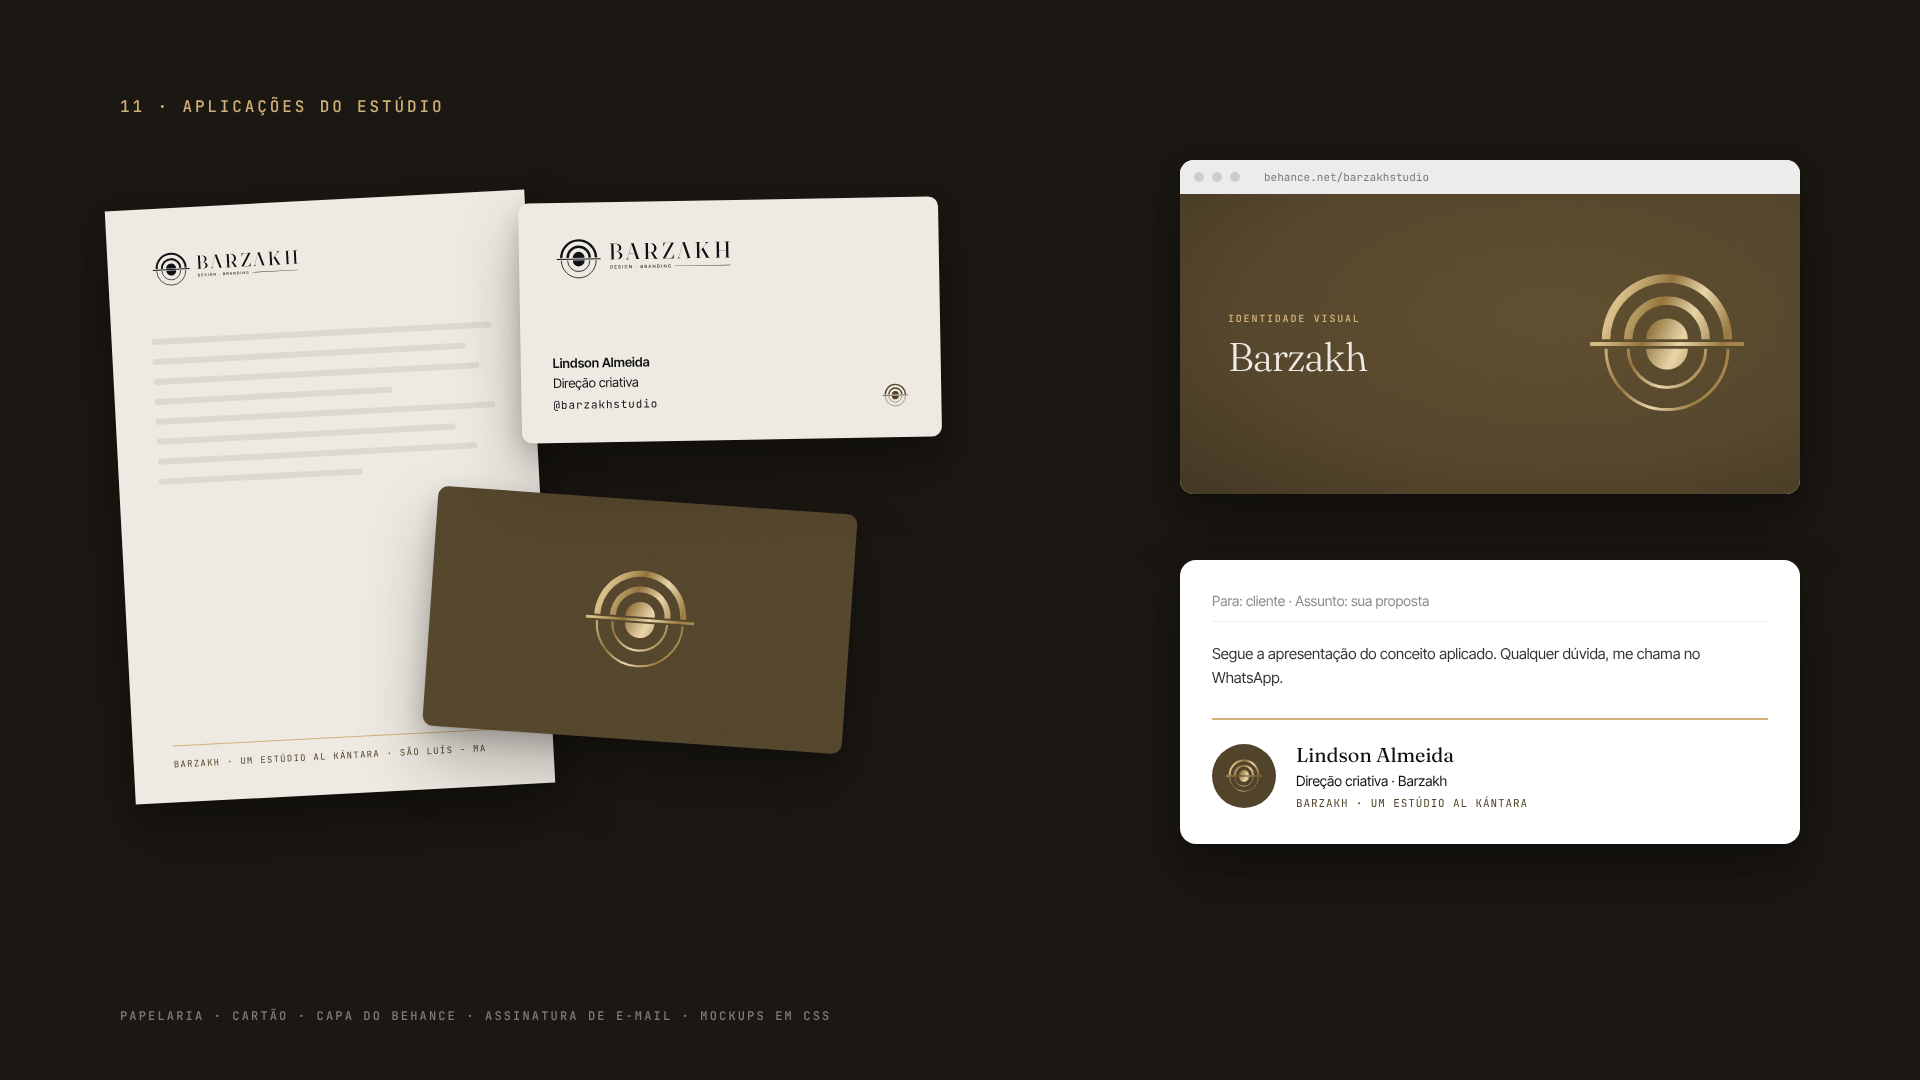 11 · APLICAÇÕES DO ESTÚDIO
BARZAKH
DESIGN · BRANDING
BARZAKH · UM ESTÚDIO AL KÁNTARA · SÃO LUÍS - MA
BARZAKH
DESIGN · BRANDING
Lindson Almeida
Direção criativa
@barzakhstudio
behance.net/barzakhstudio
IDENTIDADE VISUAL
Barzakh
Para: cliente · Assunto: sua proposta
Segue a apresentação do conceito aplicado. Qualquer dúvida, me chama no
WhatsApp.
Lindson Almeida
Direção criativa · Barzakh
BARZAKH · UM ESTÚDIO AL KÁNTARA
PAPELARIA · CARTÃO · CAPA DO BEHANCE · ASSINATURA DE E-MAIL · MOCKUPS EM CSS